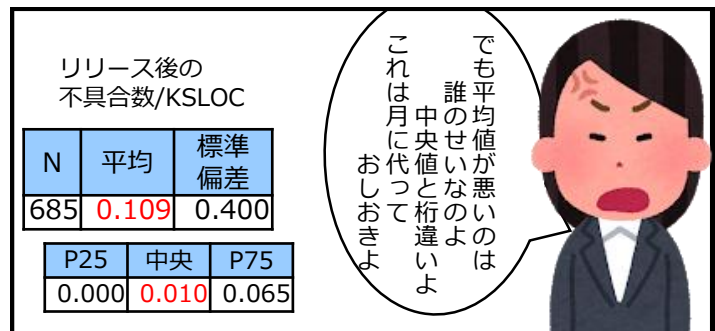 リリース後の
不具合数/KSLOC
N 平均 標準偏差
685 0.109 0.400
P25 中央 P75
0.000 0.010 0.065
でも平均値が悪いのは
誰のせいなのよ
中央値と桁違いよ
これは月に代って
おしおきよ